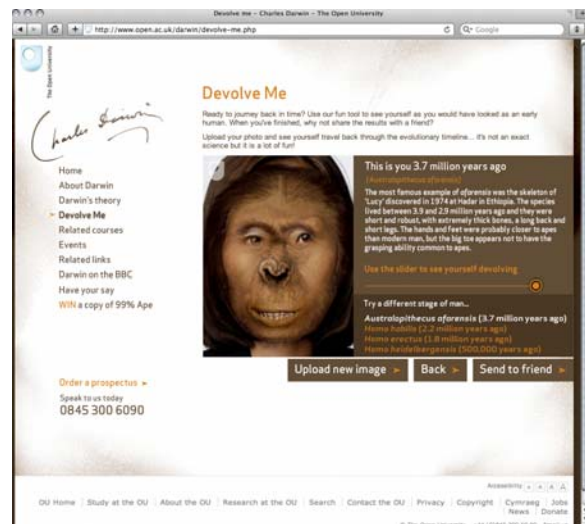 Devolve me – Charles Darwin – The Open University
http://www.open.ac.uk/darwin/devolve-me.php
Google
The Open University
Charles Darwin
Home
About Darwin
Darwin's theory
Devolve Me
Related courses
Events
Related links
Darwin on the BBC
Have your say
WIN a copy of 99% Ape
Order a prospectus
Speak to us today
0845 300 6090
Devolve Me
Ready to journey back in time? Use our fun tool to see yourself as you would have looked as an early
human. When you've finished, why not share the results with a friend?
Upload your photo and see yourself travel back through the evolutionary timeline... it's not an exact
science but it is a lot of fun!
This is you 3.7 million years ago
(Australopithecus afarensis)
The most famous example of afarensis was the skeleton of
'Lucy' discovered in 1974 at Hadar in Ethiopia. The species
lived between 3.9 and 2.9 million years ago and they were
short and robust, with extremely thick bones, a long back and
short legs. The hands and feet were probably closer to apes
than modern man, but the big toe appears not to have the
grasping ability common to apes.
Use the slider to see yourself devolving
Try a different stage of man...
Australopithecus afarensis (3.7 million years ago)
Homo habilis (2.2 million years ago)
Homo erectus (1.8 million years ago)
Homo heidelbergensis (500,000 years ago)
Upload new image
Back
Send to friend
Accessibility A A A A
OU Home Study at the OU About the OU Research at the OU Search Contact the OU Privacy Copyright Cymraeg Jobs
News Donate